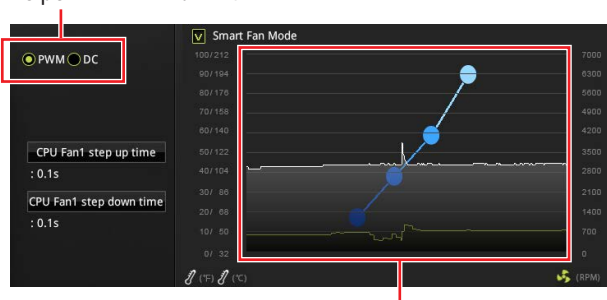 V Smart Fan Mode
PWM DC
100/212 7000
90/194 6300
80/176 5600
70/158 4900
60/140 4200
50/122 3500
40/104 2800
30/ 86 2100
20/ 68 1400
10/ 50 700
0/ 32 0
CPU Fan1 step up time
: 0.1s
CPU Fan1 step down time
: 0.1s
(°F) (°C) (RPM)